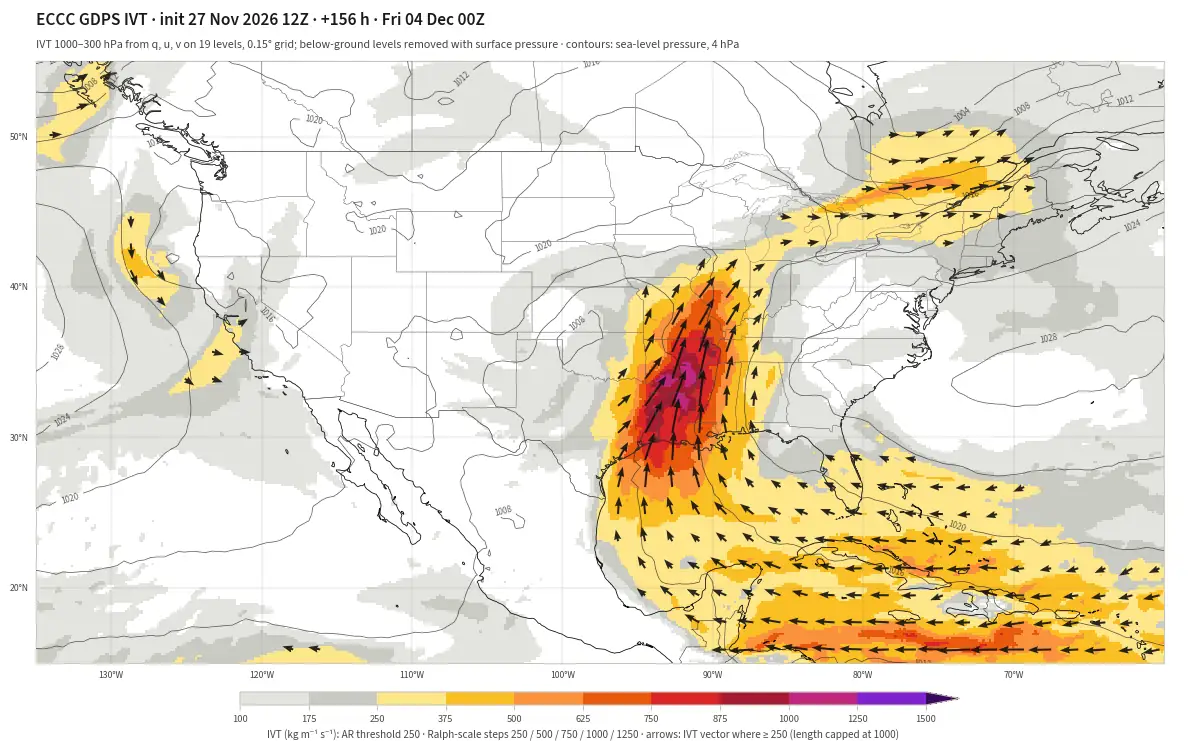 ECCC GDPS IVT · init 27 Nov 2026 12Z · +156 h · Fri 04 Dec 00Z
IVT 1000–300 hPa from q, u, v on 19 levels, 0.15° grid; below-ground levels removed with surface pressure · contours: sea-level pressure, 4 hPa
1008
1012
1012
1004
1008
1020
50°N
1016
1024
1020
1020
40°N
1016
1008
1028
1028
1024
30°N
1020
1008
1020
1016
20°N
130°W 120°W 110°W 100°W 90°W 80°W 70°W
100 175 250 375 500 625 750 875 1000 1250 1500
IVT (kg m⁻¹ s⁻¹): AR threshold 250 · Ralph-scale steps 250 / 500 / 750 / 1000 / 1250 · arrows: IVT vector where ≥ 250 (length capped at 1000)